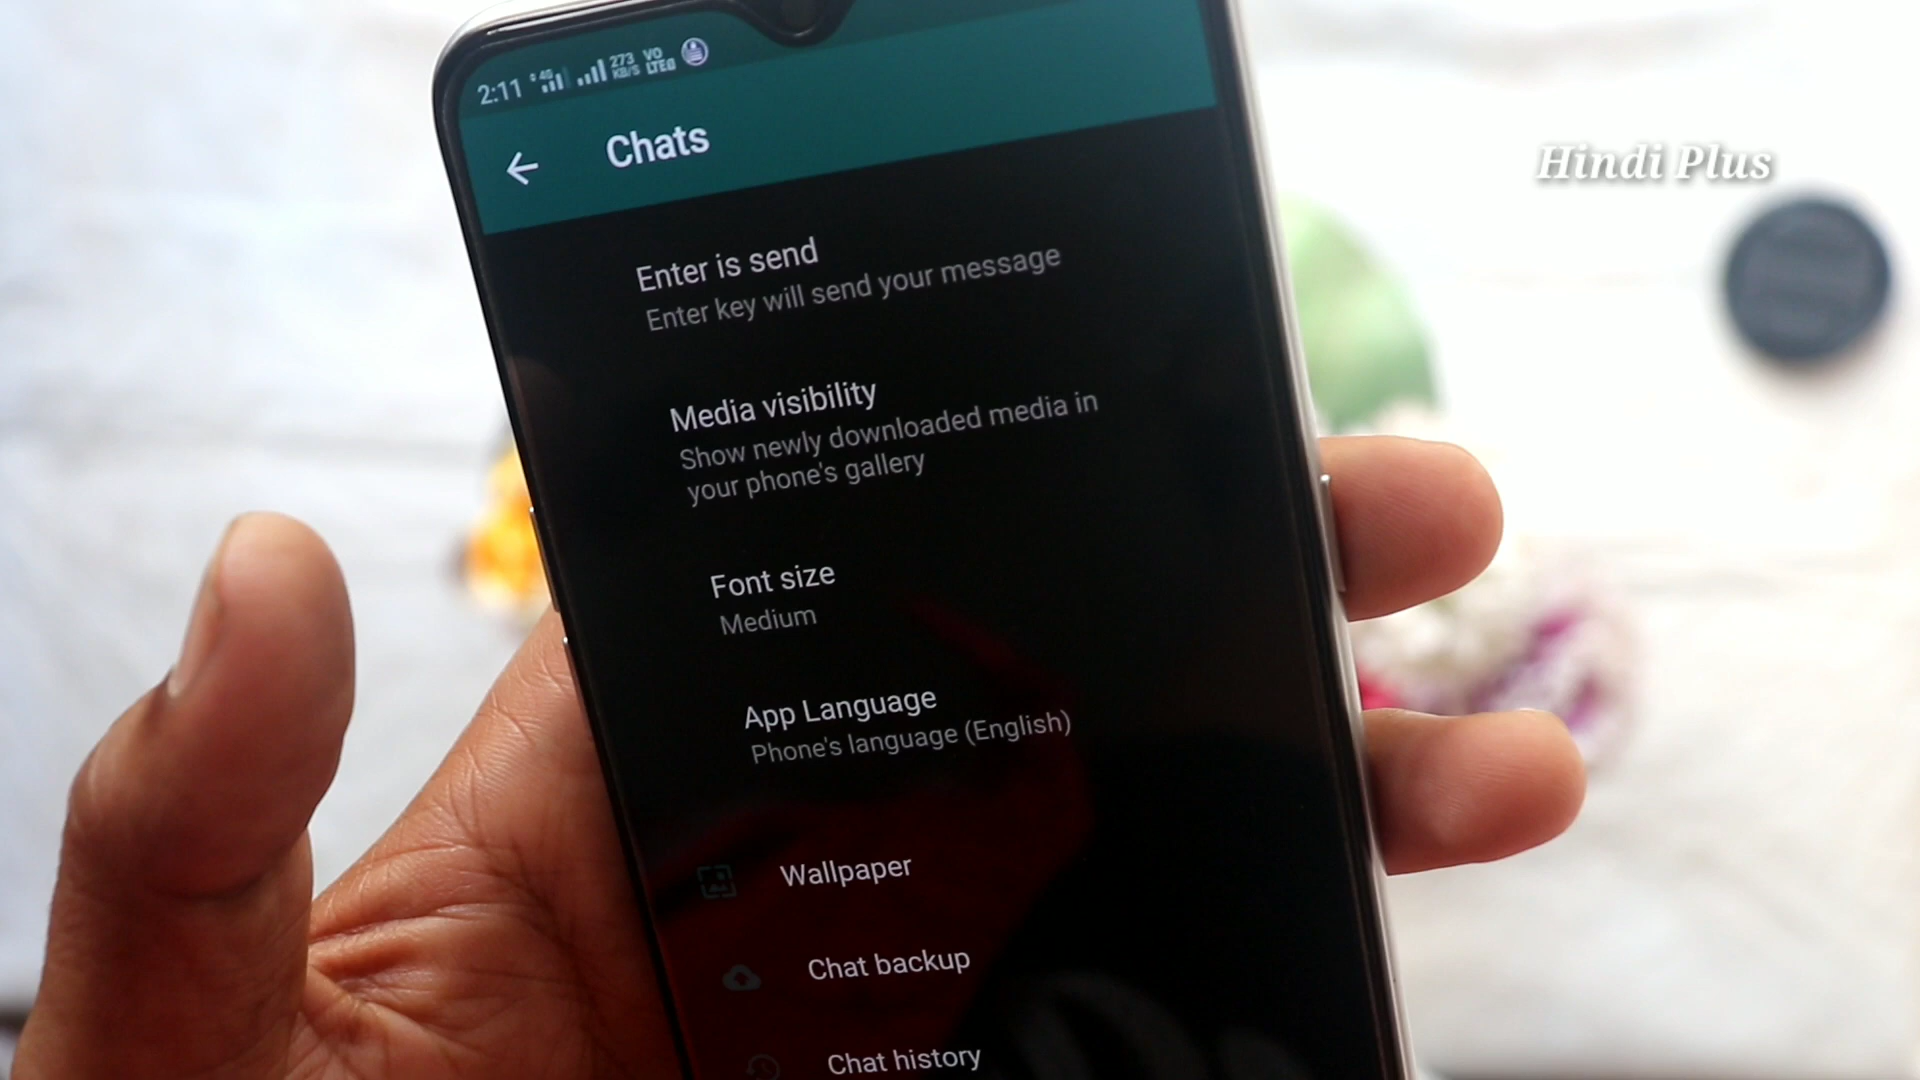 2:11 4G 273 KB/S VO LTE
Hindi Plus
Chats
Enter is send
Enter key will send your message
Media visibility
Show newly downloaded media in
your phone's gallery
Font size
Medium
App Language
Phone's language (English)
Wallpaper
Chat backup
Chat history